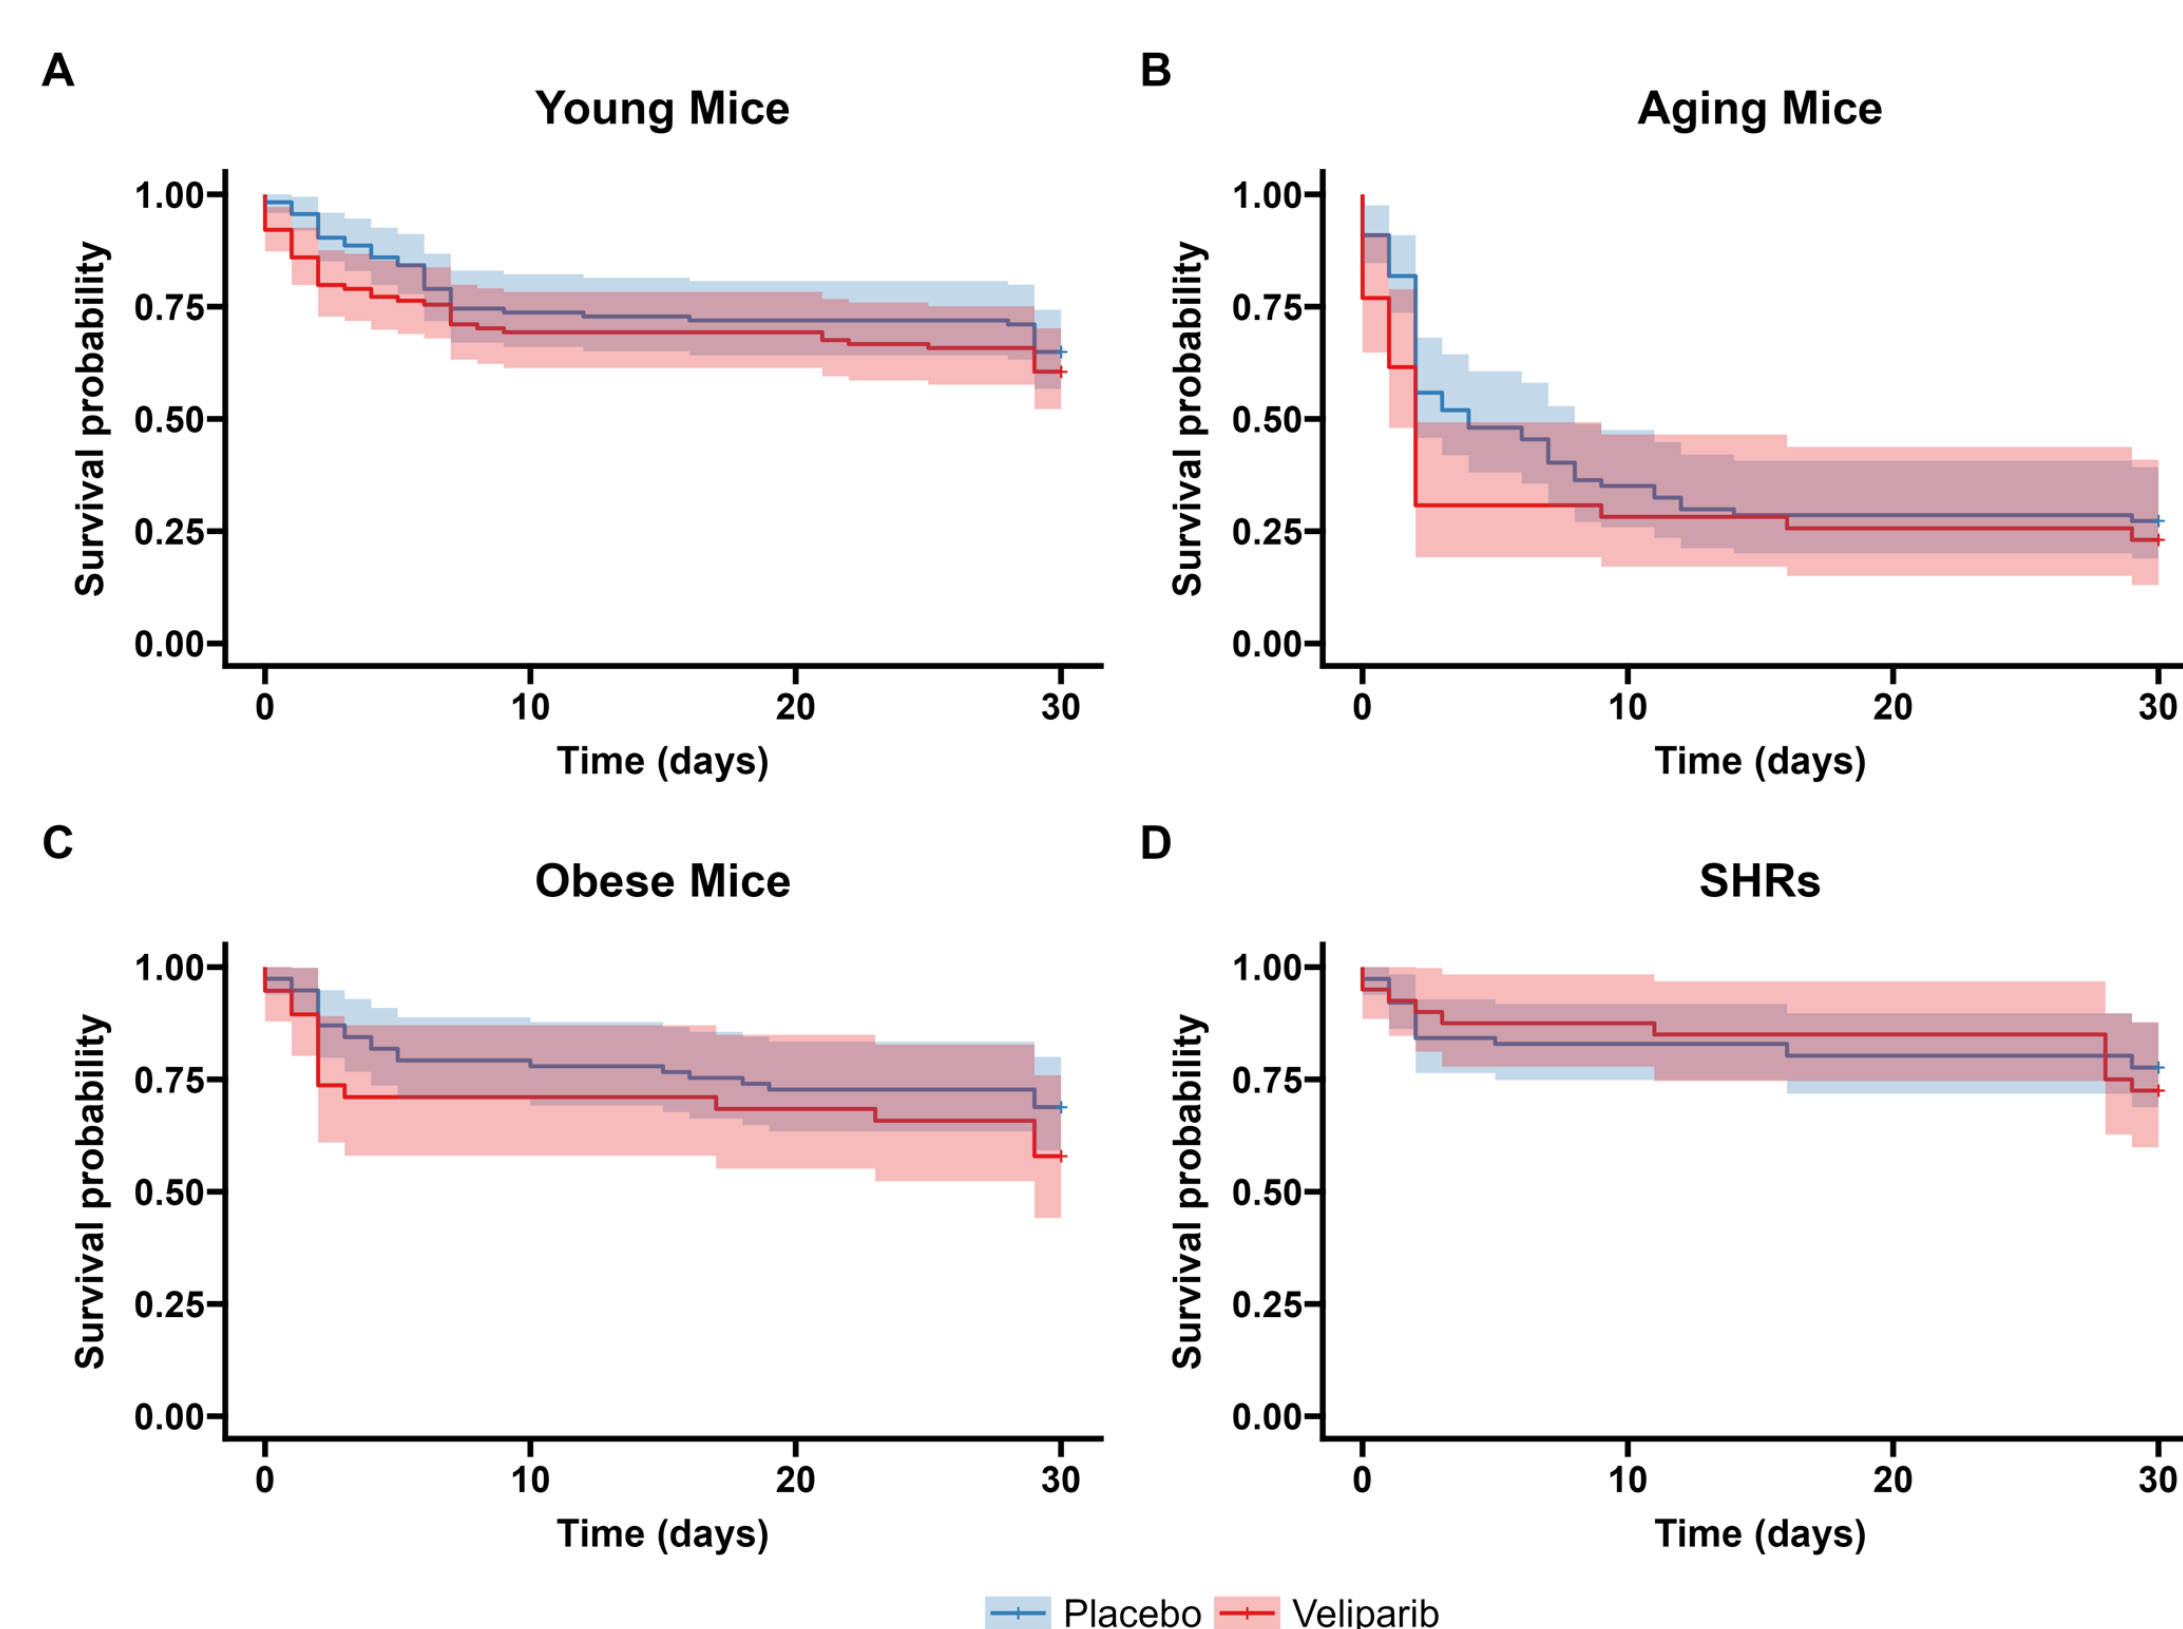 A
Young Mice
Survival probability
1.00
0.75
0.50
0.25
0.00
0 10 20 30
Time (days)
B
Aging Mice
Survival probability
1.00
0.75
0.50
0.25
0.00
0 10 20 30
Time (days)
C
Obese Mice
Survival probability
1.00
0.75
0.50
0.25
0.00
0 10 20 30
Time (days)
D
SHRs
Survival probability
1.00
0.75
0.50
0.25
0.00
0 10 20 30
Time (days)
Placebo Veliparib